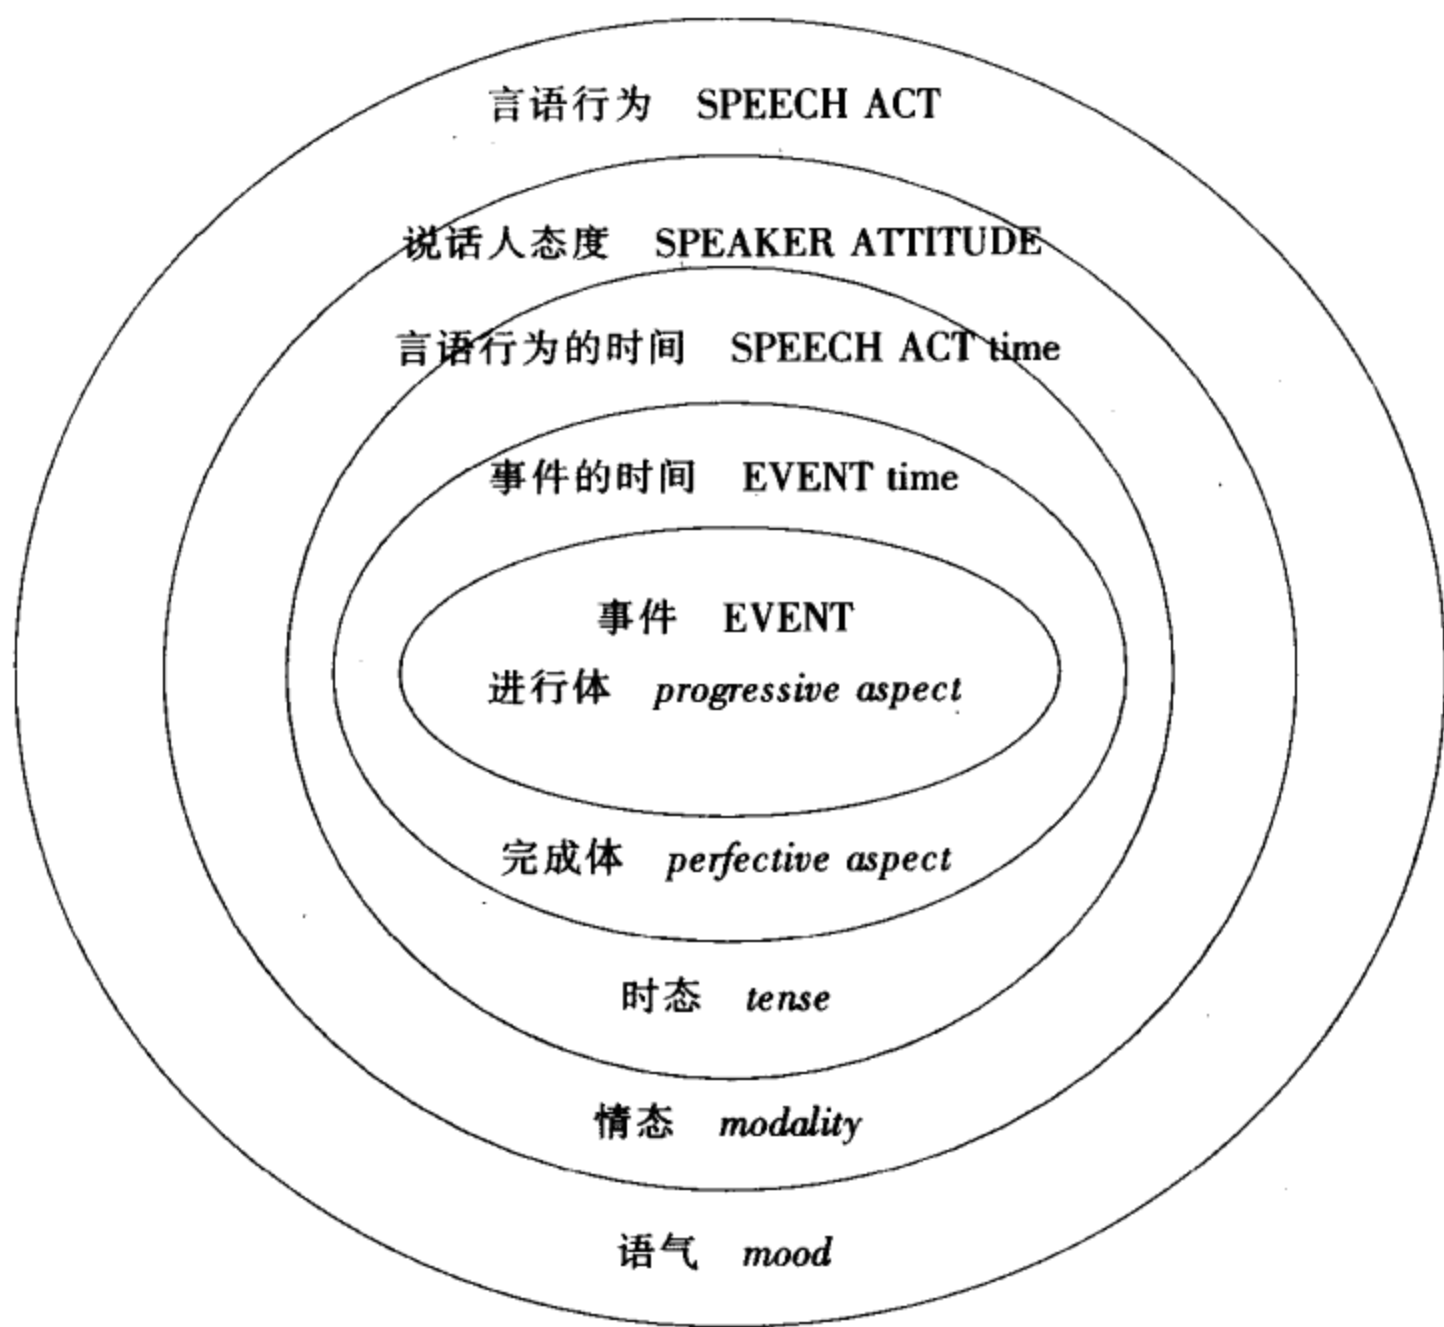 言语行为 SPEECH ACT
说话人态度 SPEAKER ATTITUDE
言语行为的时间 SPEECH ACT time
事件的时间 EVENT time
事件 EVENT
进行体 progressive aspect
完成体 perfective aspect
时态 tense
情态 modality
语气 mood